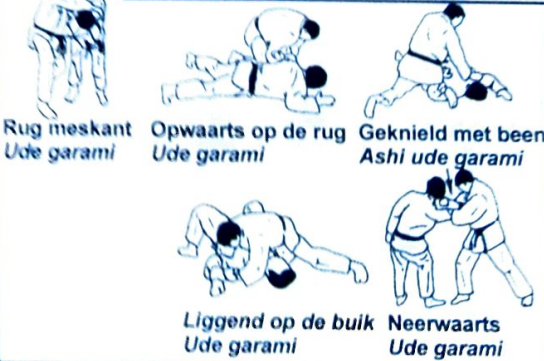 Rug meskant
Ude garami
Opwaarts op de rug
Ude garami
Geknield met been
Ashi ude garami
Liggend op de buik
Ude garami
Neerwaarts
Ude garami